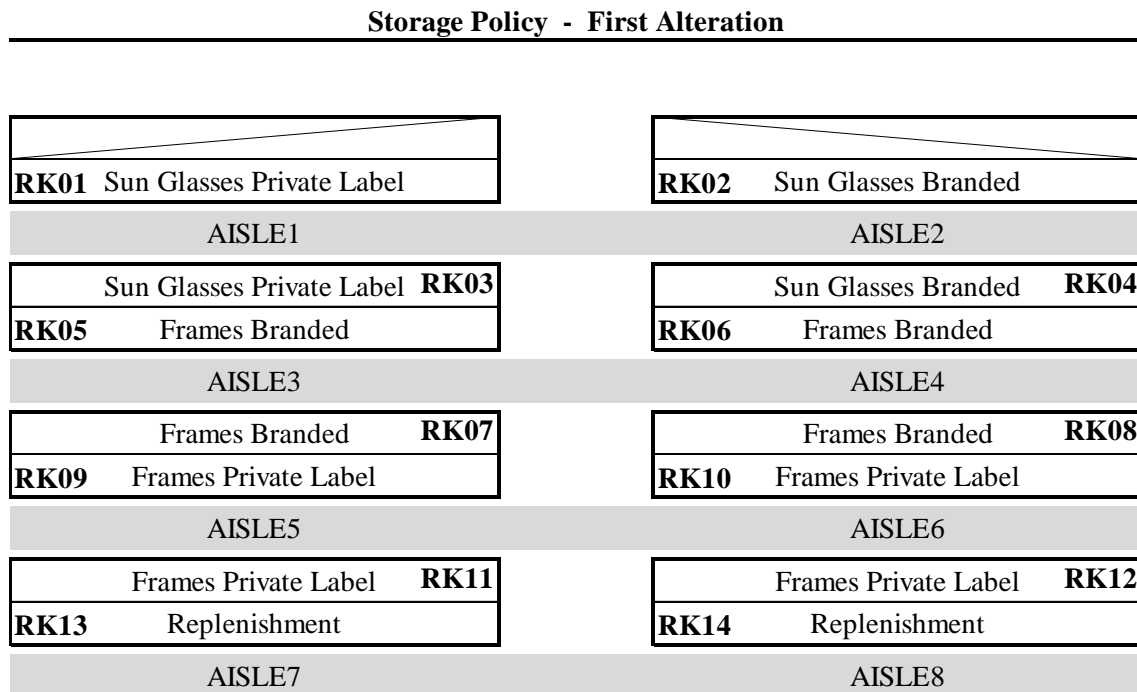 Storage Policy - First Alteration
RK01 Sun Glasses Private Label
RK02 Sun Glasses Branded
AISLE1
AISLE2
Sun Glasses Private Label RK03
Sun Glasses Branded RK04
RK05 Frames Branded
RK06 Frames Branded
AISLE3
AISLE4
Frames Branded RK07
Frames Branded RK08
RK09 Frames Private Label
RK10 Frames Private Label
AISLE5
AISLE6
Frames Private Label RK11
Frames Private Label RK12
RK13 Replenishment
RK14 Replenishment
AISLE7
AISLE8